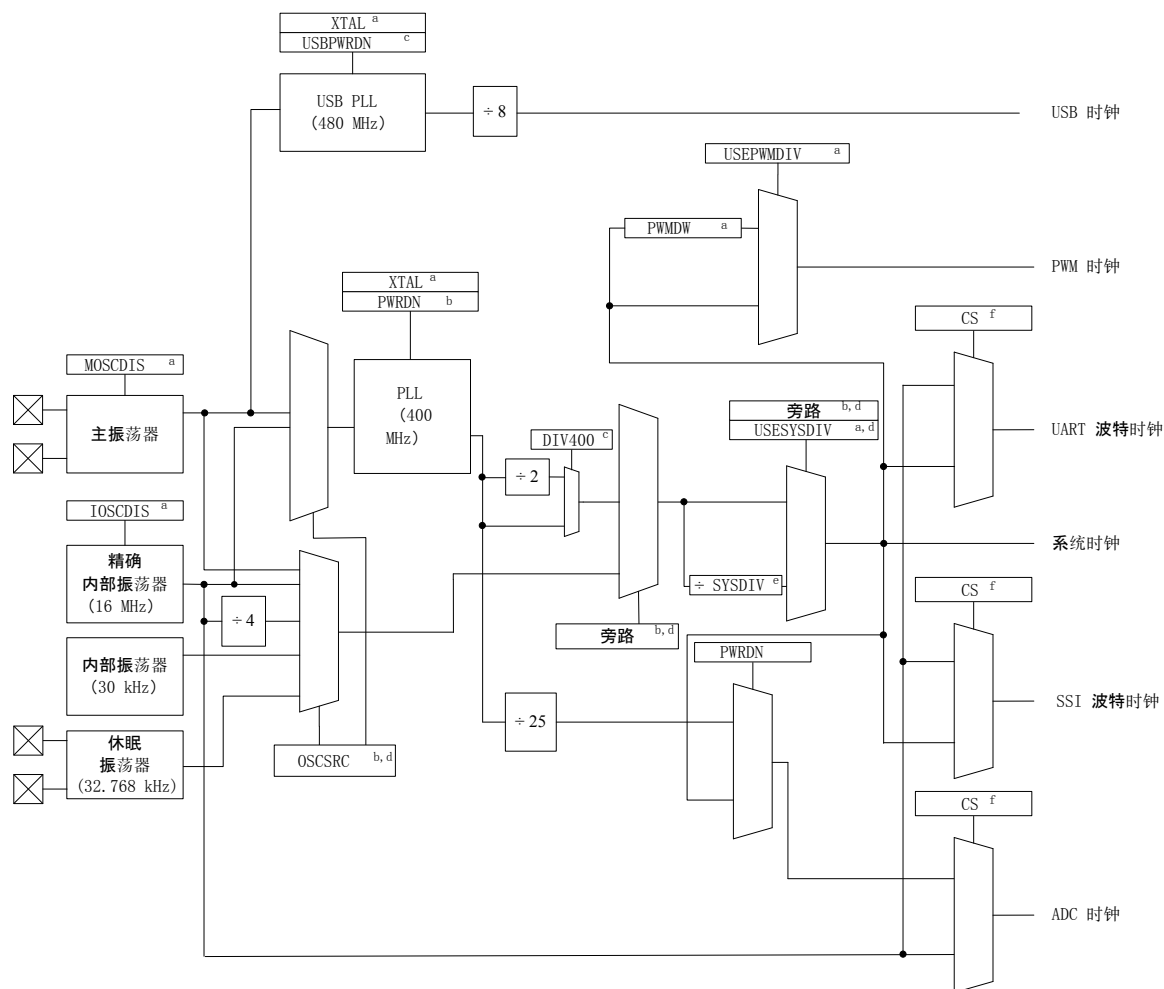 XTAL a
USBPWRDN c
USB PLL
(480 MHz)
÷8
USB 时钟
USEPWMDIV a
PWMDW a
PWM 时钟
XTAL a
PWRDN b
CS f
MOSCDIS a
PLL
(400
MHz)
主振荡器
旁路 b,d
USESYSDIV a,d
UART 波特时钟
DIV400 c
÷2
IOSCDIS a
系统时钟
精确
内部振荡器
(16 MHz)
÷ SYSDIV e
CS f
÷4
旁路 b,d
内部振荡器
(30 kHz)
PWRDN
SSI 波特时钟
÷25
休眠
振荡器
(32.768 kHz)
OSCSRC b,d
CS f
ADC 时钟